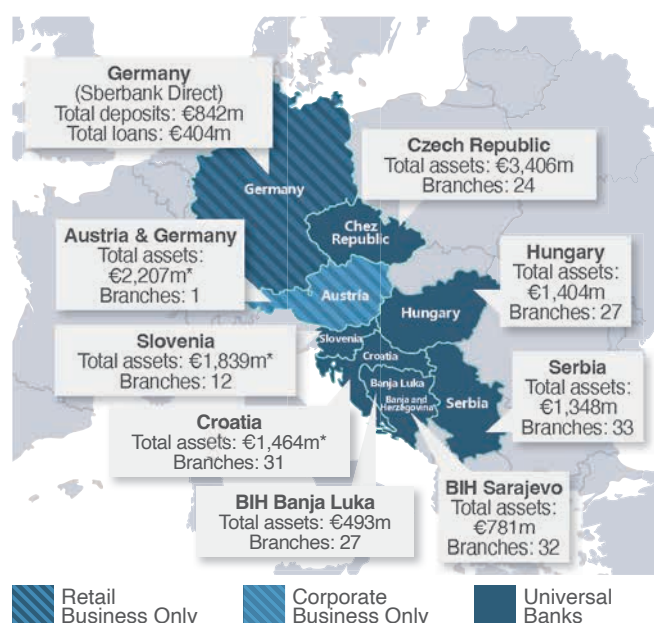 Germany
(Sberbank Direct)
Total deposits: €842m
Total loans: €404m
Czech Republic
Total assets: €3,406m
Branches: 24
Germany
Chez
Republic
Austria & Germany
Total assets:
€2,207m*
Branches: 1
Austria
Hungary
Total assets:
€1,404m
Branches: 27
Hungary
Slovenia
Total assets: €1,839m*
Branches: 12
Slovenia
Croatia
Serbia
Total assets:
€1,348m
Branches: 33
Banja Luka
Banja and
Herzegovina
Serbia
Croatia
Total assets: €1,464m*
Branches: 31
BIH Banja Luka
Total assets: €493m
Branches: 27
BIH Sarajevo
Total assets:
€781m
Branches: 32
Retail
Business Only
Corporate
Business Only
Universal
Banks